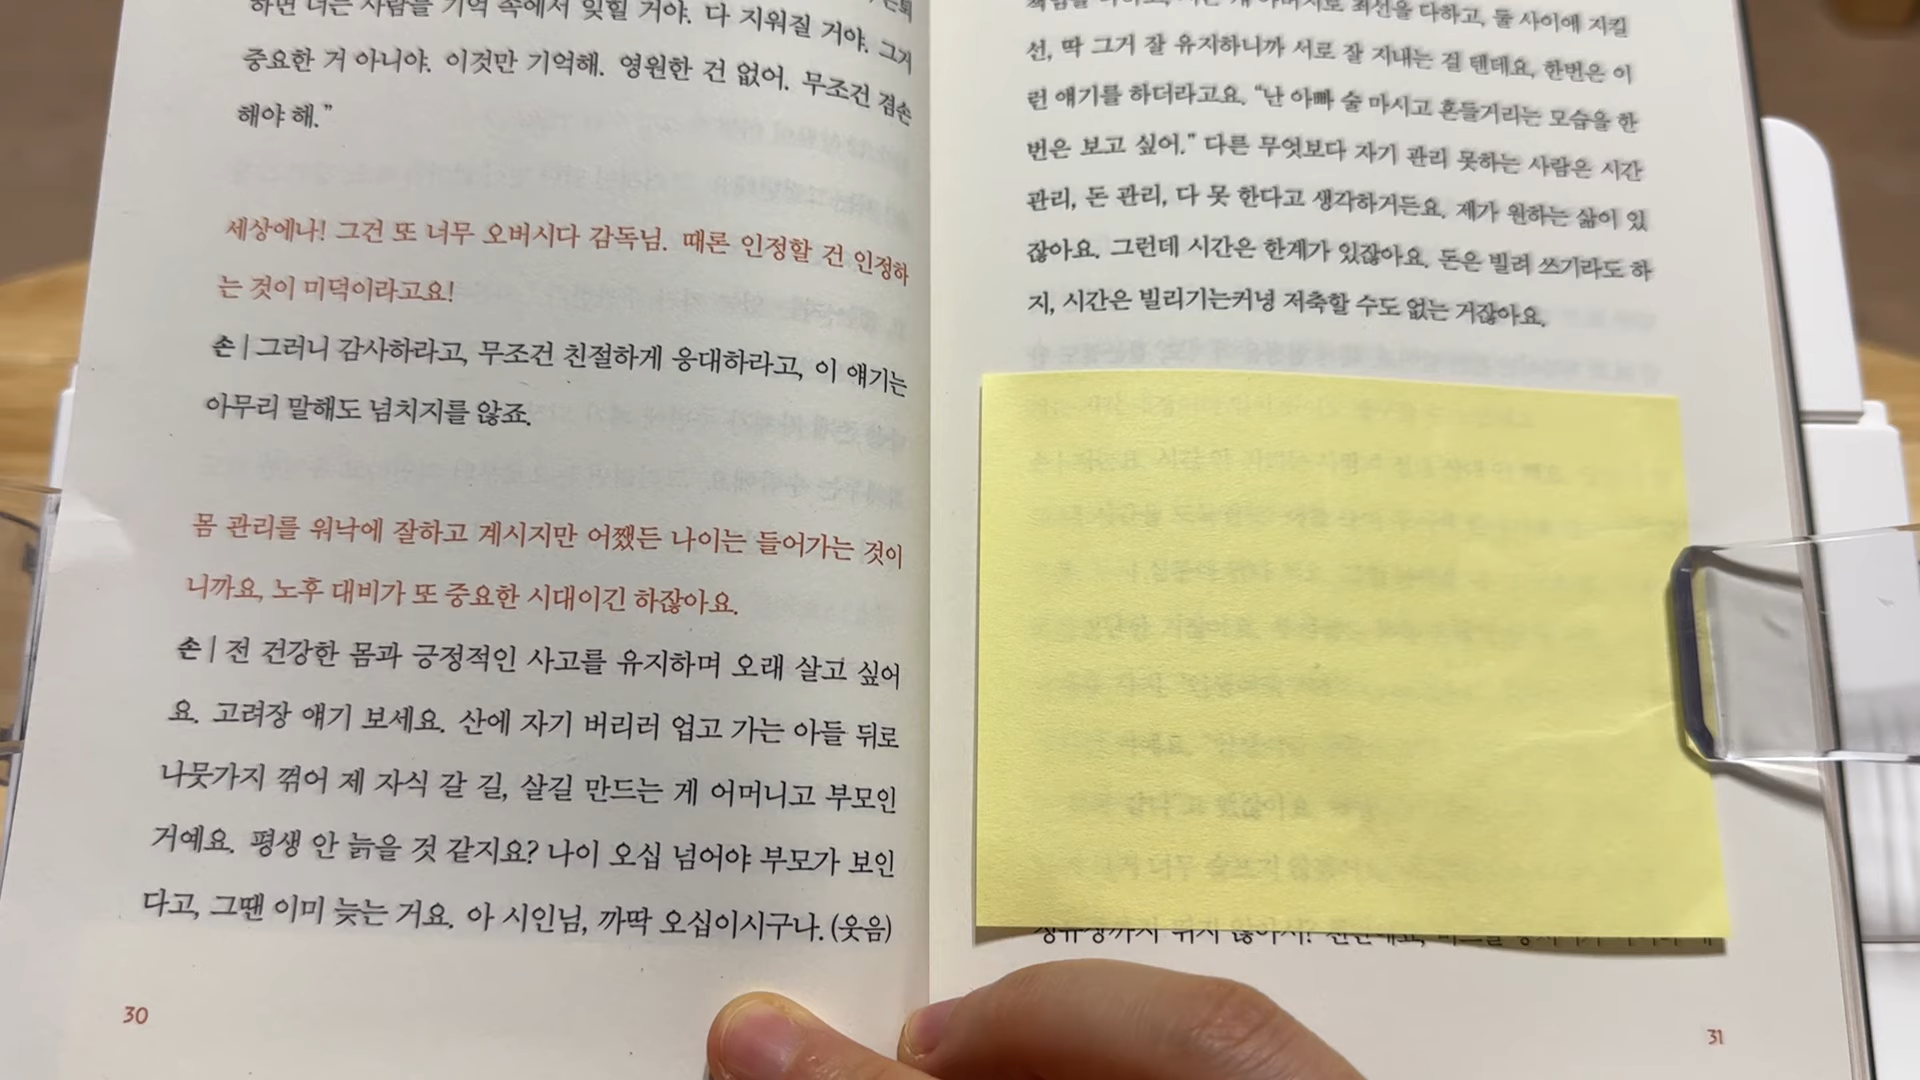 하면 너는 사람들 기억 속에서 잊힐 거야. 다 지워질 거야. 그거
중요한 거 아니야. 이것만 기억해. 영원한 건 없어. 무조건 겸손
해야 해.”
세상에나! 그건 또 너무 오버시다 감독님. 때론 인정할 건 인정하
는 것이 미덕이라고요!
손 | 그러니 감사하라고, 무조건 친절하게 응대하라고, 이 얘기는
아무리 말해도 넘치지를 않죠.
몸 관리를 워낙에 잘하고 계시지만 어쨌든 나이는 들어가는 것이
니까요, 노후 대비가 또 중요한 시대이긴 하잖아요.
손 | 전 건강한 몸과 긍정적인 사고를 유지하며 오래 살고 싶어
요. 고려장 얘기 보세요. 산에 자기 버리러 업고 가는 아들 뒤로
나뭇가지 꺾어 제 자식 갈 길, 살길 만드는 게 어머니고 부모인
거예요. 평생 안 늙을 것 같지요? 나이 오십 넘어야 부모가 보인
다고, 그땐 이미 늦는 거요. 아 시인님, 까딱 오십이시구나. (웃음)
30
최선을 다하고, 둘 사이에 지킬
선, 딱 그거 잘 유지하니까 서로 잘 지내는 걸 텐데요, 한번은 이
런 얘기를 하더라고요. “난 아빠 술 마시고 흔들거리는 모습을 한
번은 보고 싶어.” 다른 무엇보다 자기 관리 못하는 사람은 시간
관리, 돈 관리, 다 못 한다고 생각하거든요. 제가 원하는 삶이 있
잖아요. 그런데 시간은 한계가 있잖아요. 돈은 빌려 쓰기라도 하
지, 시간은 빌리기는커녕 저축할 수도 없는 거잖아요.
31